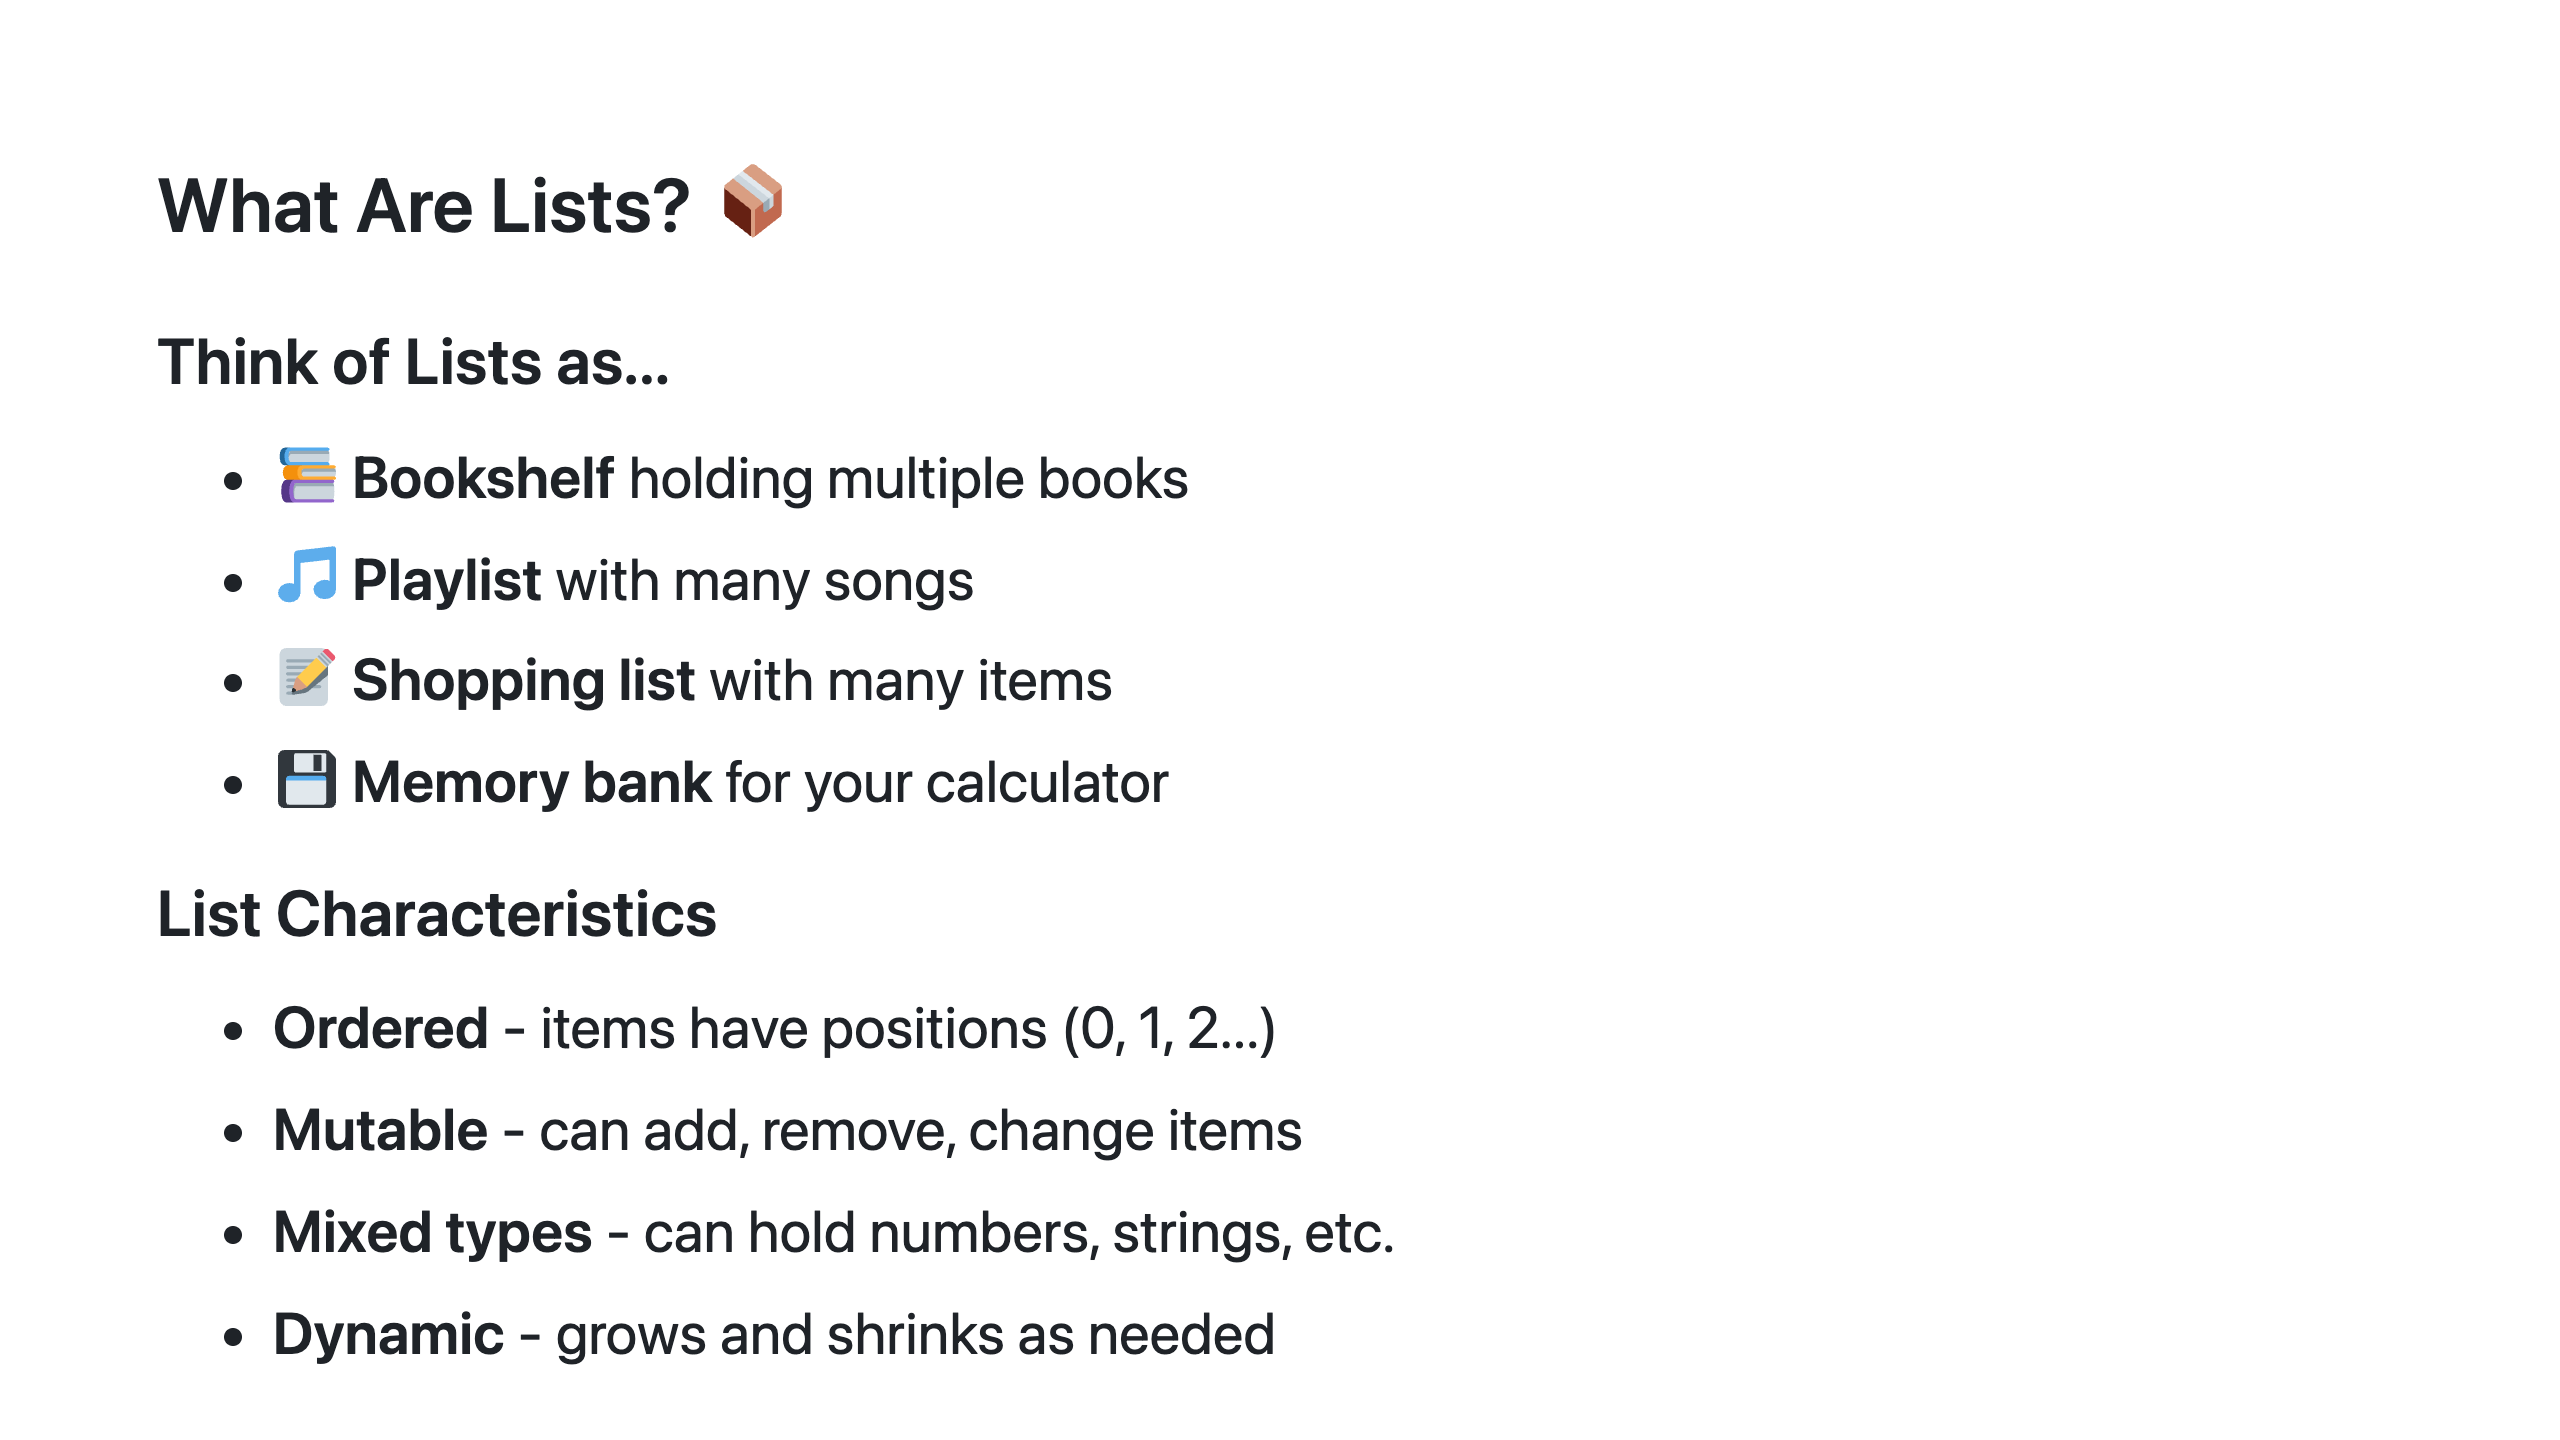 What Are Lists? 📦
Think of Lists as...
• 📚 Bookshelf holding multiple books
• 🎵 Playlist with many songs
• 📝 Shopping list with many items
• 💾 Memory bank for your calculator
List Characteristics
• Ordered - items have positions (0, 1, 2...)
• Mutable - can add, remove, change items
• Mixed types - can hold numbers, strings, etc.
• Dynamic - grows and shrinks as needed